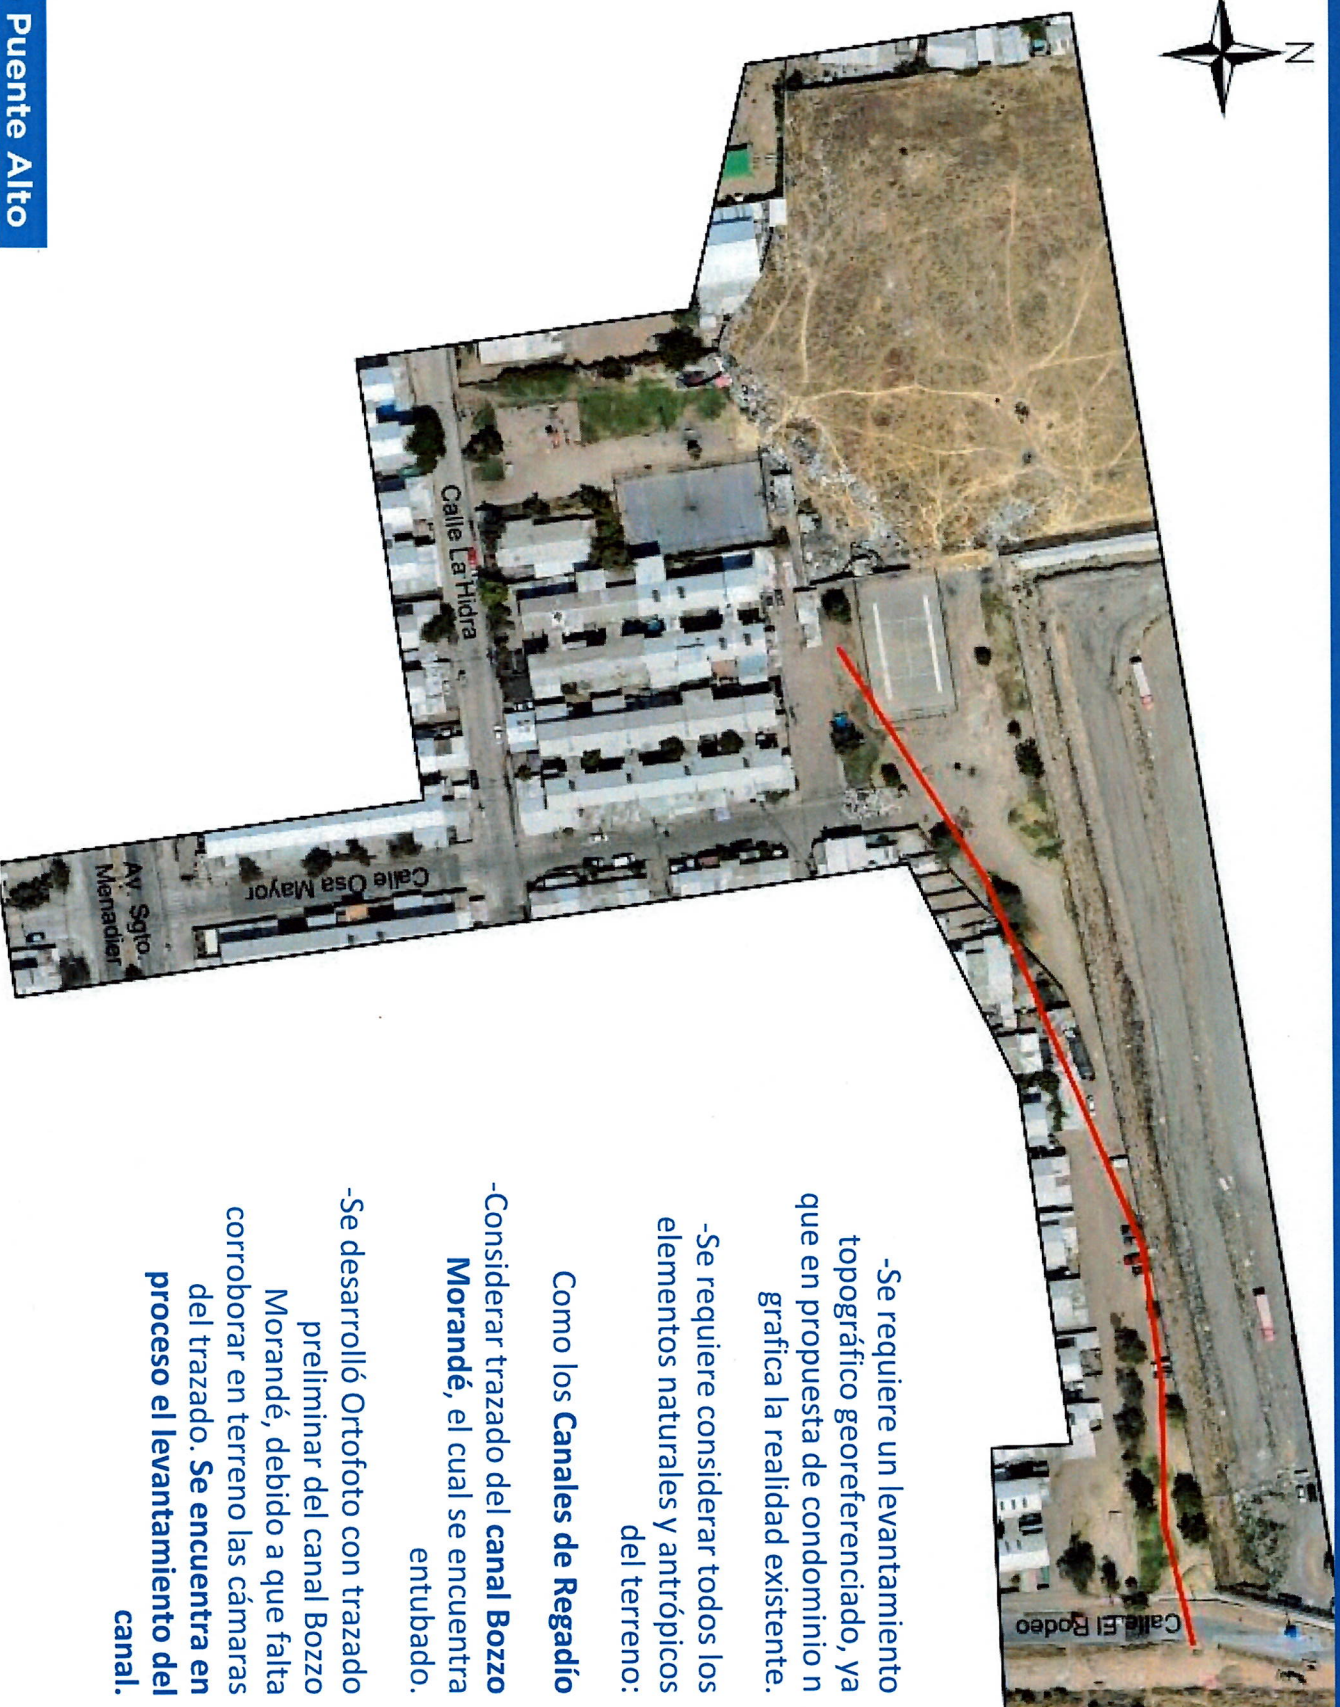 N
Puente Alto
Calle La Hidra
Calle Osa Mayor
Av. Sgto.
Menadier
Calle El Rodeo
-Se requiere un levantamiento
topográfico georeferenciado, ya
que en propuesta de condominio n
grafica la realidad existente.
-Se requiere considerar todos los
elementos naturales y antrópicos
del terreno:
Como los Canales de Regadío
-Considerar trazado del canal Bozzo
Morandé, el cual se encuentra
entubado.
-Se desarrolló Ortofoto con trazado
preliminar del canal Bozzo
Morandé, debido a que falta
corroborar en terreno las cámaras
del trazado. Se encuentra en
proceso el levantamiento del
canal.